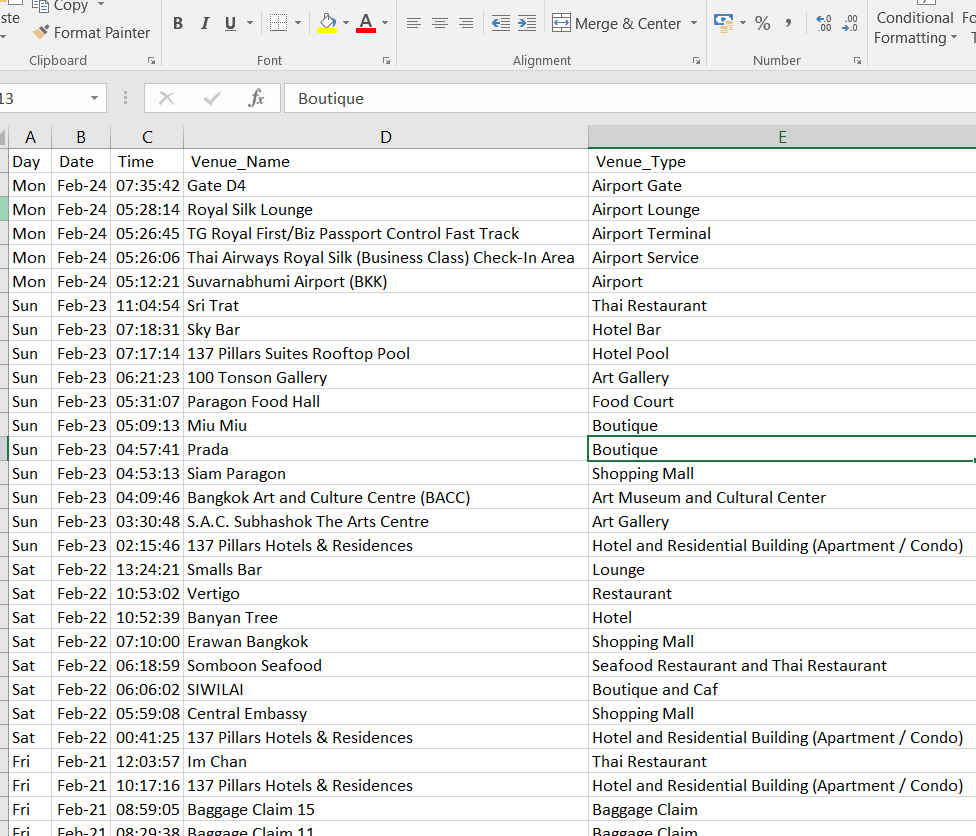 ste Copy
Format Painter
Clipboard
B I U A
Font
Merge & Center
Alignment
% , .0 .00 .00 .0
Number
Conditional Fo
Formatting T
13 fx Boutique
A B C D E
Day Date Time Venue_Name Venue_Type
Mon Feb-24 07:35:42 Gate D4 Airport Gate
Mon Feb-24 05:28:14 Royal Silk Lounge Airport Lounge
Mon Feb-24 05:26:45 TG Royal First/Biz Passport Control Fast Track Airport Terminal
Mon Feb-24 05:26:06 Thai Airways Royal Silk (Business Class) Check-In Area Airport Service
Mon Feb-24 05:12:21 Suvarnabhumi Airport (BKK) Airport
Sun Feb-23 11:04:54 Sri Trat Thai Restaurant
Sun Feb-23 07:18:31 Sky Bar Hotel Bar
Sun Feb-23 07:17:14 137 Pillars Suites Rooftop Pool Hotel Pool
Sun Feb-23 06:21:23 100 Tonson Gallery Art Gallery
Sun Feb-23 05:31:07 Paragon Food Hall Food Court
Sun Feb-23 05:09:13 Miu Miu Boutique
Sun Feb-23 04:57:41 Prada Boutique
Sun Feb-23 04:53:13 Siam Paragon Shopping Mall
Sun Feb-23 04:09:46 Bangkok Art and Culture Centre (BACC) Art Museum and Cultural Center
Sun Feb-23 03:30:48 S.A.C. Subhashok The Arts Centre Art Gallery
Sun Feb-23 02:15:46 137 Pillars Hotels & Residences Hotel and Residential Building (Apartment / Condo)
Sat Feb-22 13:24:21 Smalls Bar Lounge
Sat Feb-22 10:53:02 Vertigo Restaurant
Sat Feb-22 10:52:39 Banyan Tree Hotel
Sat Feb-22 07:10:00 Erawan Bangkok Shopping Mall
Sat Feb-22 06:18:59 Somboon Seafood Seafood Restaurant and Thai Restaurant
Sat Feb-22 06:06:02 SIWILAI Boutique and Caf
Sat Feb-22 05:59:08 Central Embassy Shopping Mall
Sat Feb-22 00:41:25 137 Pillars Hotels & Residences Hotel and Residential Building (Apartment / Condo)
Fri Feb-21 12:03:57 Im Chan Thai Restaurant
Fri Feb-21 10:17:16 137 Pillars Hotels & Residences Hotel and Residential Building (Apartment / Condo)
Fri Feb-21 08:59:05 Baggage Claim 15 Baggage Claim
Fri Feb-21 08:29:38 Baggage Claim 11 Baggage Claim